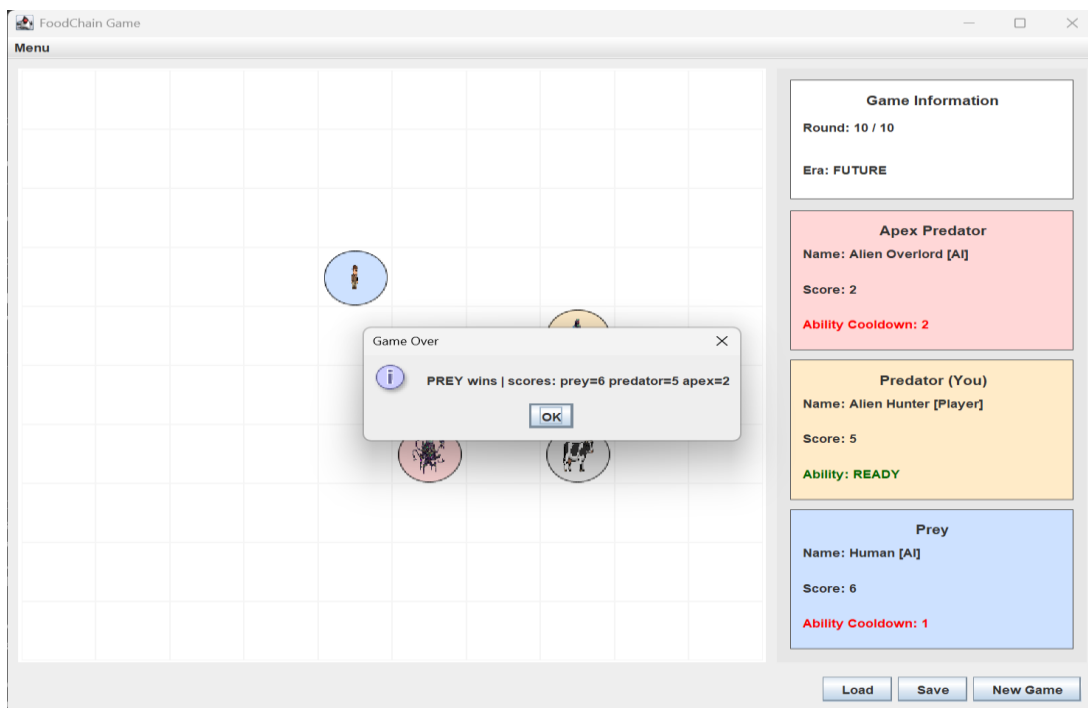 FoodChain Game
Menu
Game Information
Round: 10 / 10
Era: FUTURE
Apex Predator
Name: Alien Overlord [AI]
Score: 2
Ability Cooldown: 2
Game Over
PREY wins | scores: prey=6 predator=5 apex=2
OK
Predator (You)
Name: Alien Hunter [Player]
Score: 5
Ability: READY
Prey
Name: Human [AI]
Score: 6
Ability Cooldown: 1
Load Save New Game